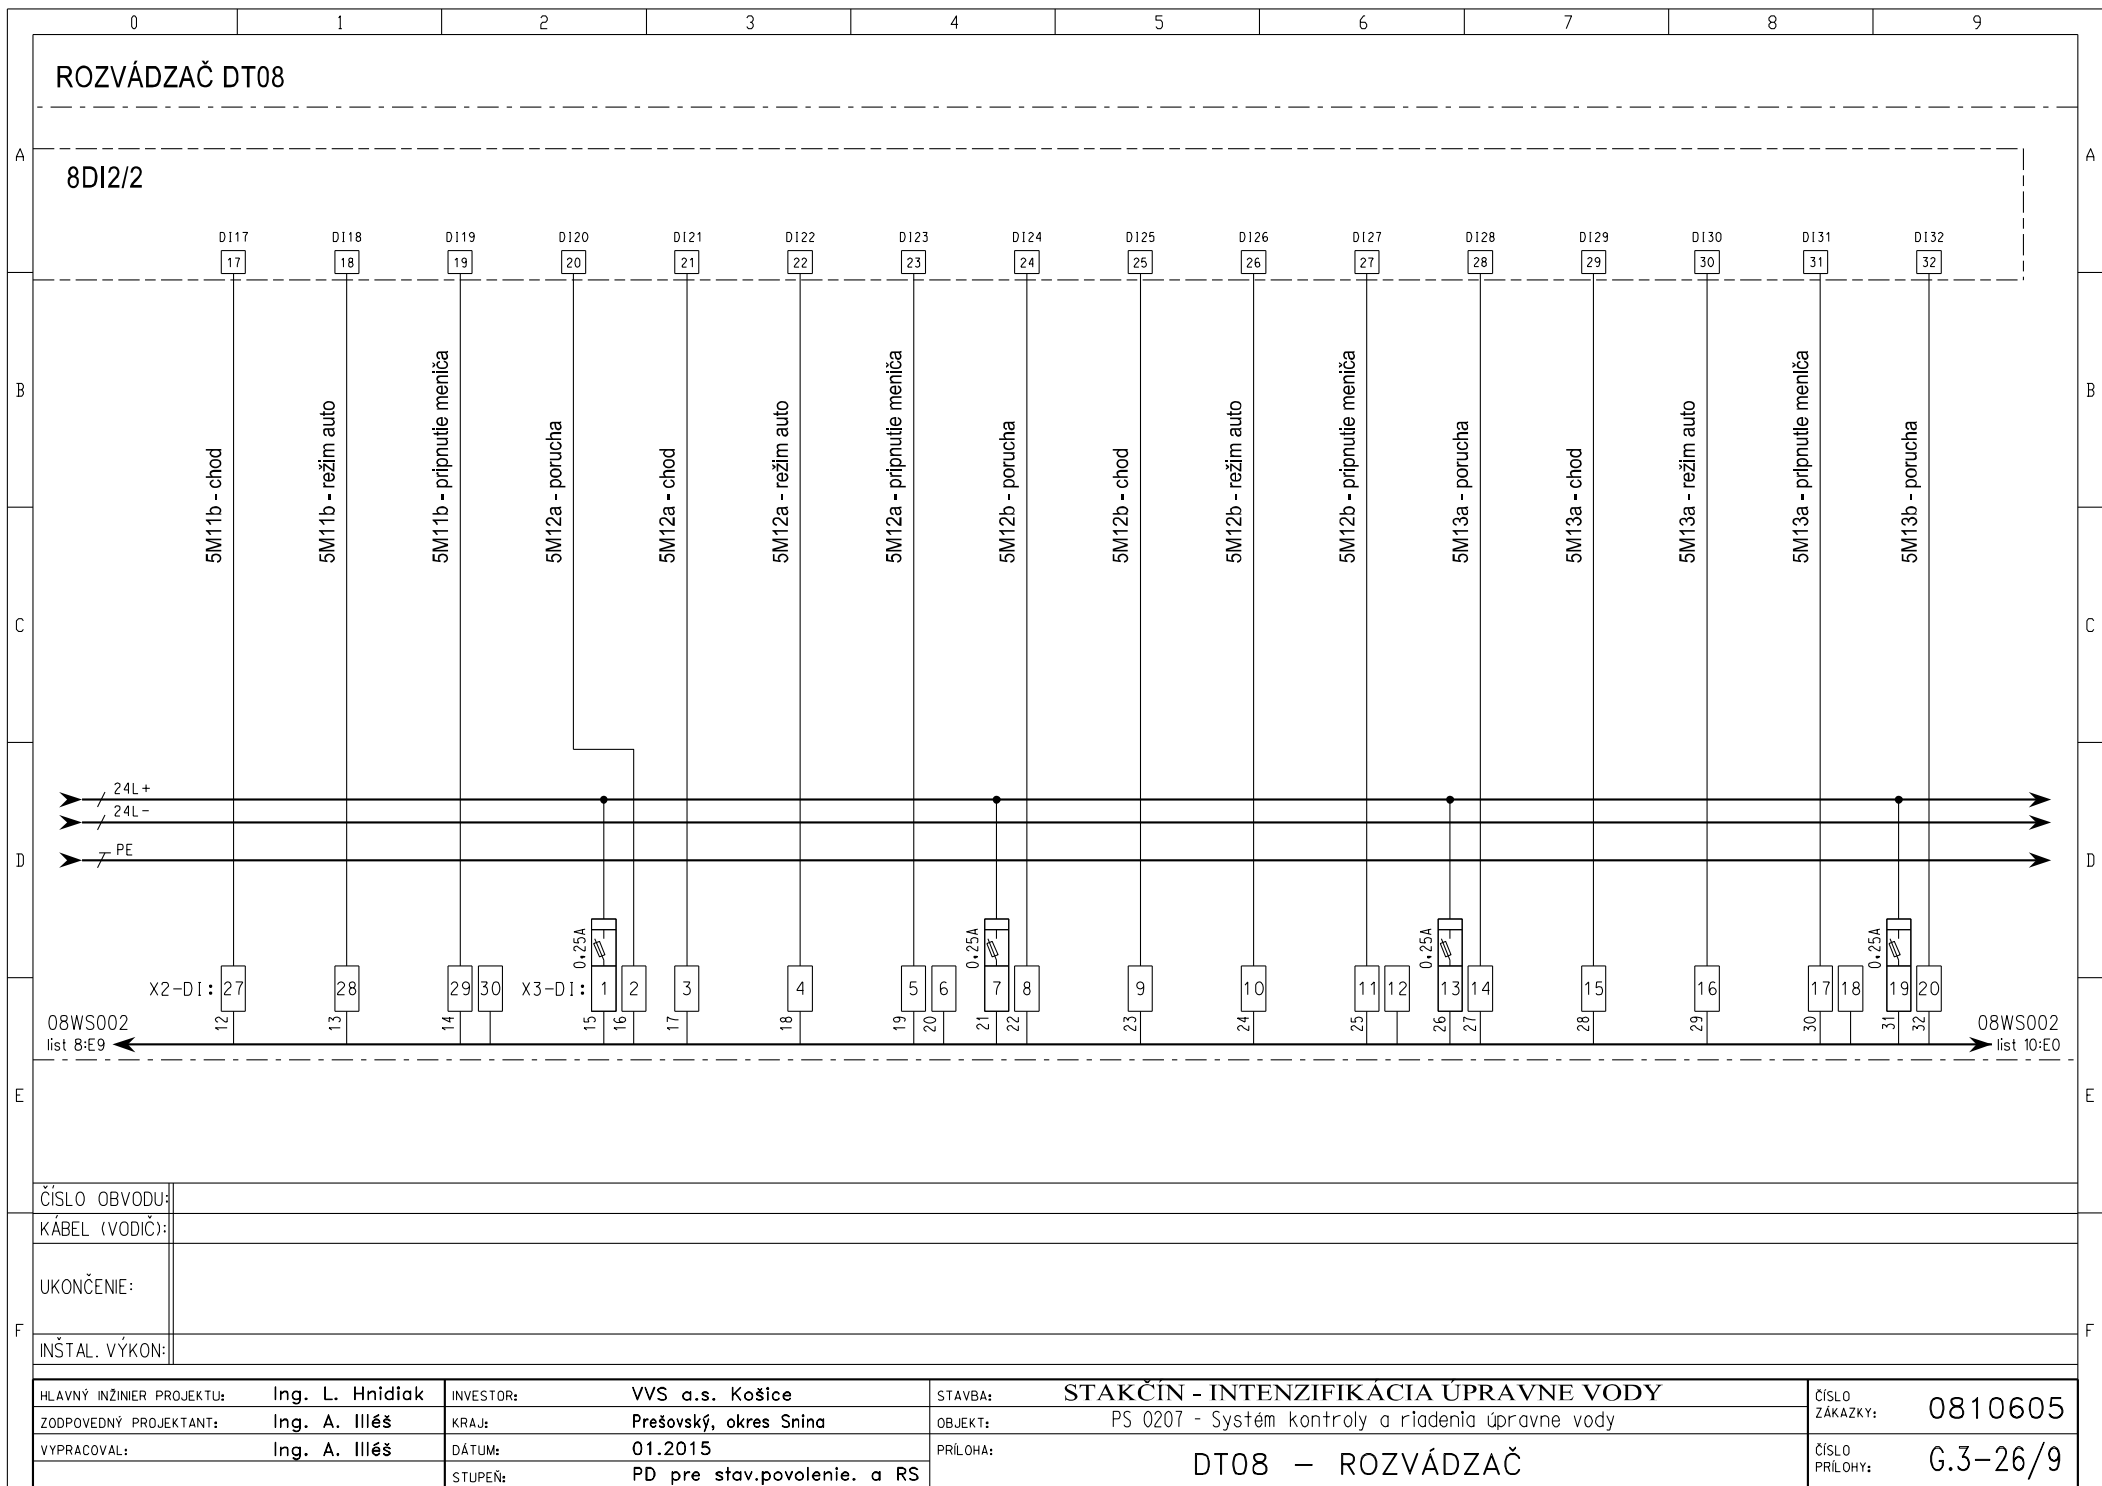 0 1 2 3 4 5 6 7 8 9
ROZVÁDZAČ DT08
A A
8DI2/2
DI17 DI18 DI19 DI20 DI21 DI22 DI23 DI24 DI25 DI26 DI27 DI28 DI29 DI30 DI31 DI32
17 18 19 20 21 22 23 24 25 26 27 28 29 30 31 32
B B
5M11b - chod
5M11b - režim auto
5M11b - pripnutie meniča
5M12a - porucha
5M12a - chod
5M12a - režim auto
5M12a - pripnutie meniča
5M12b - porucha
5M12b - chod
5M12b - režim auto
5M12b - pripnutie meniča
5M13a - porucha
5M13a - chod
5M13a - režim auto
5M13a - pripnutie meniča
5M13b - porucha
C C
24L+
24L-
D PE D
0,25A 0,25A 0,25A 0,25A
X2-DI: 27 28 29 30 X3-DI: 1 2 3 4 5 6 7 8 9 10 11 12 13 14 15 16 17 18 19 20
12 13 14 15 16 17 18 19 20 21 22 23 24 25 26 27 28 29 30 31 32
08WS002 08WS002
list 8:E9 list 10:E0
E E
ČÍSLO OBVODU:
KÁBEL (VODIČ):
UKONČENIE:
F F
INŠTAL. VÝKON:
HLAVNÝ INŽINIER PROJEKTU: Ing. L. Hnidiak INVESTOR: VVS a.s. Košice STAVBA: STAKČÍN - INTENZIFIKÁCIA ÚPRAVNE VODY ČÍSLO ZÁKAZKY: 0810605
ZODPOVEDNÝ PROJEKTANT: Ing. A. Illéš KRAJ: Prešovský, okres Snina OBJEKT: PS 0207 - Systém kontroly a riadenia úpravne vody
VYPRACOVAL: Ing. A. Illéš DÁTUM: 01.2015 PRÍLOHA: DT08 - ROZVÁDZAČ ČÍSLO PRÍLOHY: G.3-26/9
STUPEŇ: PD pre stav.povolenie. a RS